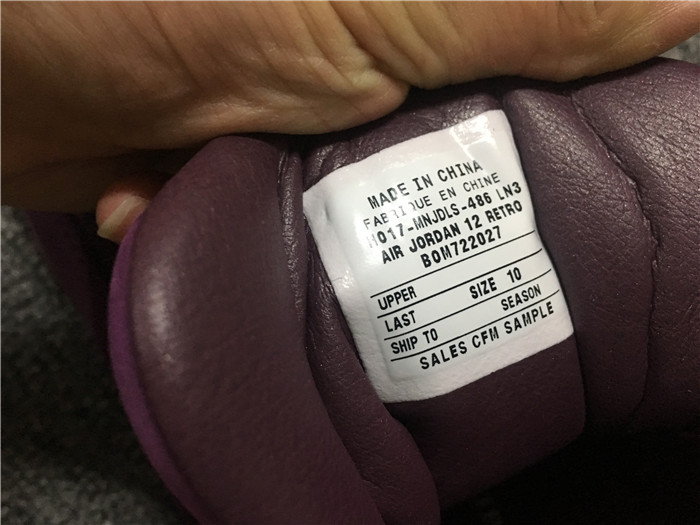 MADE IN CHINA
FABRIQUE EN CHINE
HO17-MNJDLS-486 LN3
AIR JORDAN 12 RETRO
BOM722027
UPPER SIZE 10
LAST SEASON
SHIP TO
SALES CFM SAMPLE